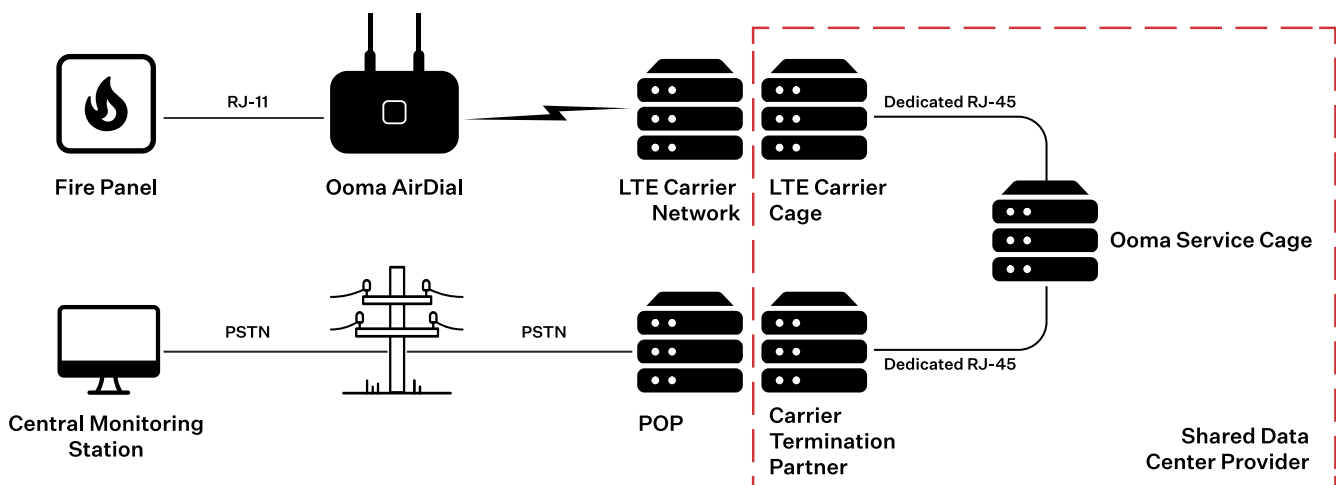 RJ-11
Dedicated RJ-45
Fire Panel
Ooma AirDial
LTE Carrier
Network
LTE Carrier
Cage
Ooma Service Cage
PSTN
PSTN
Dedicated RJ-45
Central Monitoring
Station
POP
Carrier
Termination
Partner
Shared Data
Center Provider